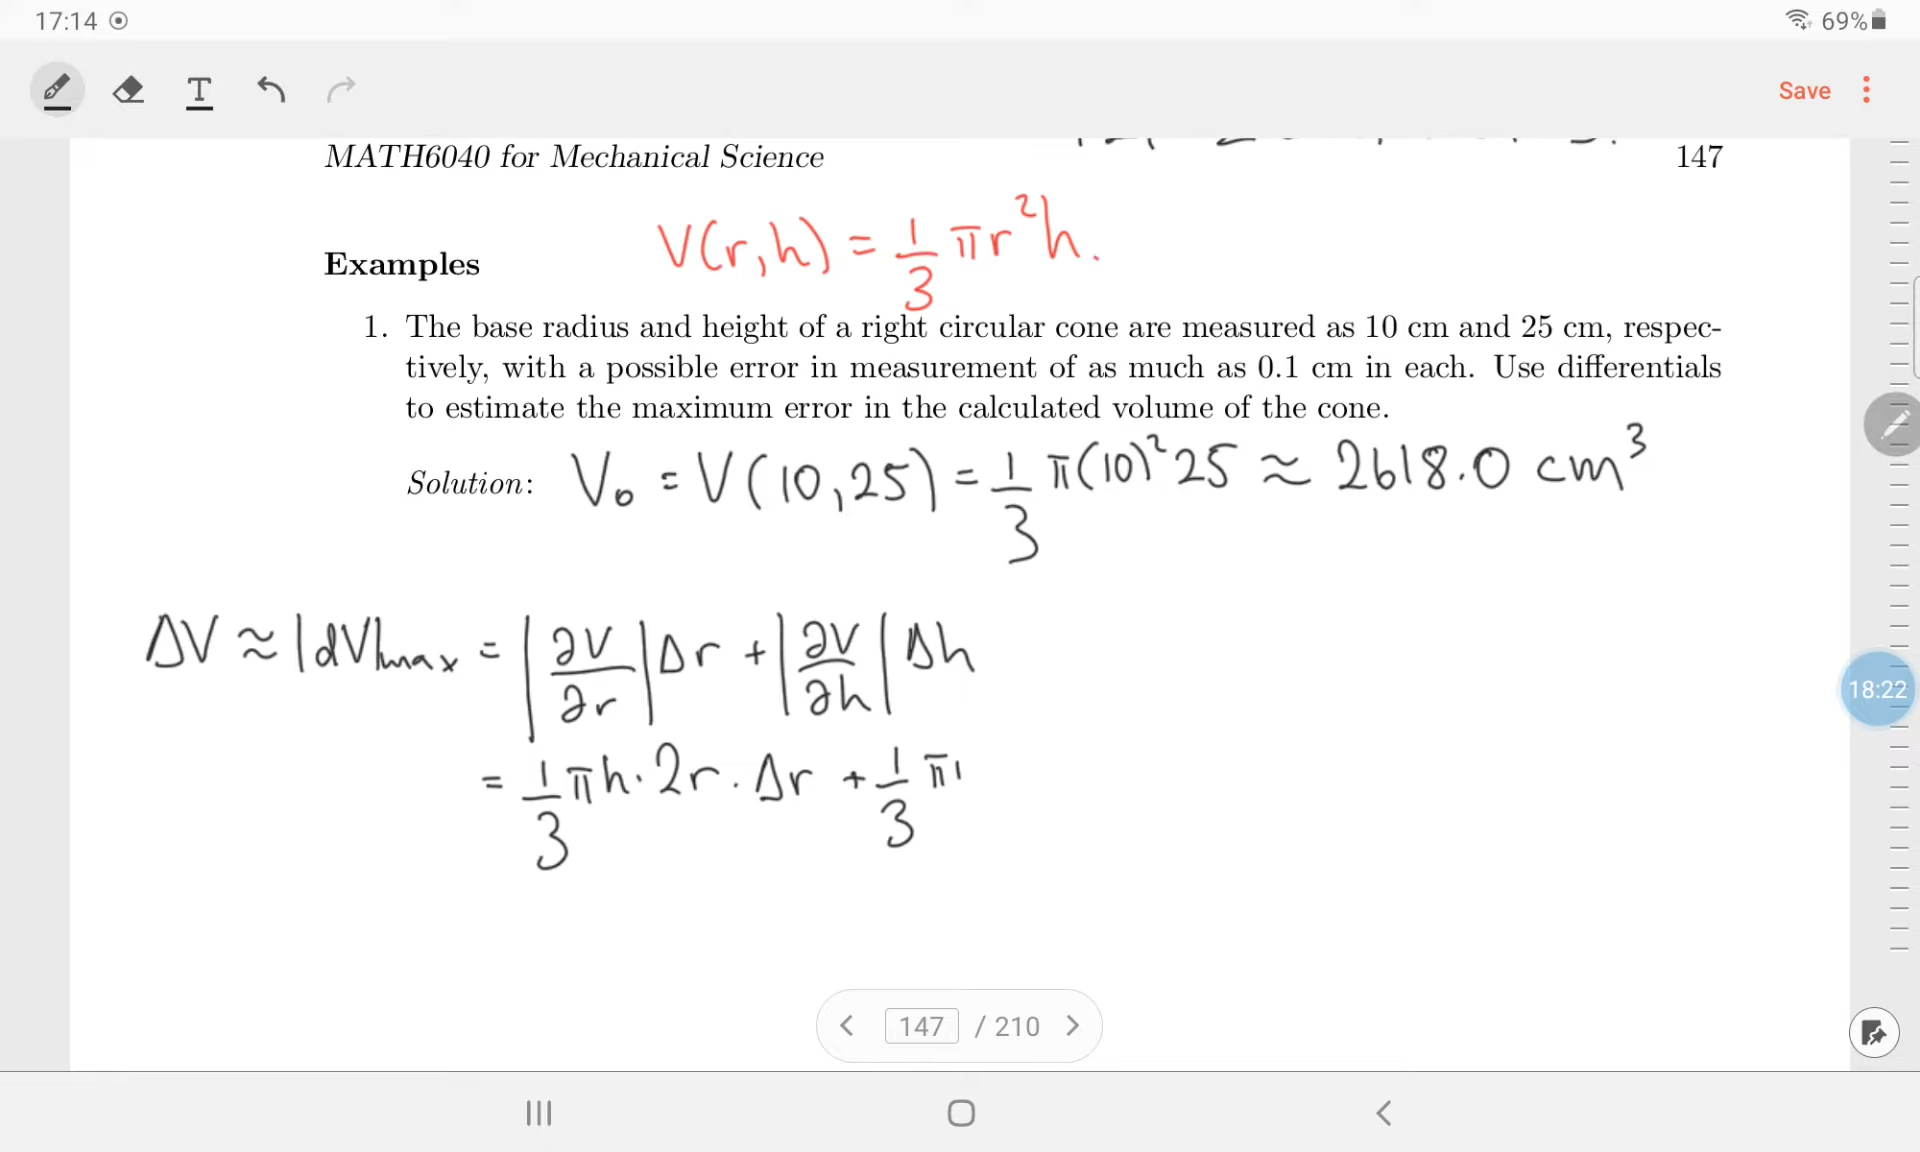 17:14 69%
T Save
MATH6040 for Mechanical Science 147
V(r,h) = 1/3 πr²h.
Examples
1. The base radius and height of a right circular cone are measured as 10 cm and 25 cm, respec-
tively, with a possible error in measurement of as much as 0.1 cm in each. Use differentials
to estimate the maximum error in the calculated volume of the cone.
Solution: V₀ = V(10,25) = 1/3 π(10)² 25 ≈ 2618.0 cm³
ΔV ≈ |dV|max = |∂V/∂r| Δr + |∂V/∂h| Δh
18:22
= 1/3 πh · 2r · Δr + 1/3 π
147 / 210